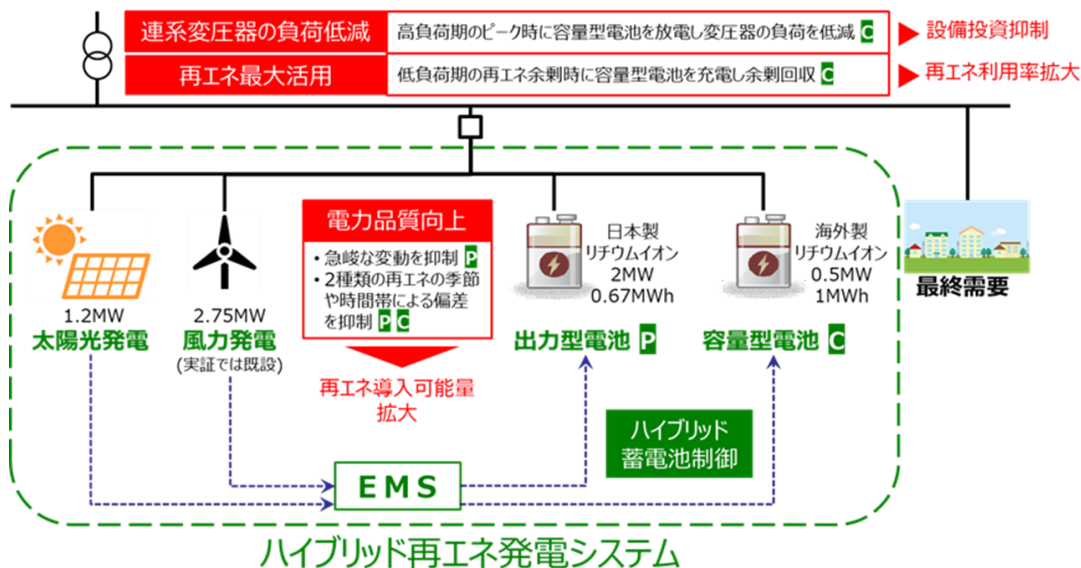 連系変圧器の負荷低減
高負荷期のピーク時に容量型電池を放電し変圧器の負荷を低減 C
設備投資抑制
再エネ最大活用
低負荷期の再エネ余剰時に容量型電池を充電し余剰回収 C
再エネ利用率拡大
1.2MW
太陽光発電
2.75MW
風力発電
(実証では既設)
電力品質向上
• 急峻な変動を抑制 P
• 2種類の再エネの季節
や時間帯による偏差
を抑制 P C
再エネ導入可能量
拡大
日本製
リチウムイオン
2MW
0.67MWh
出力型電池 P
海外製
リチウムイオン
0.5MW
1MWh
容量型電池 C
最終需要
ハイブリッド
蓄電池制御
EMS
ハイブリッド再エネ発電システム